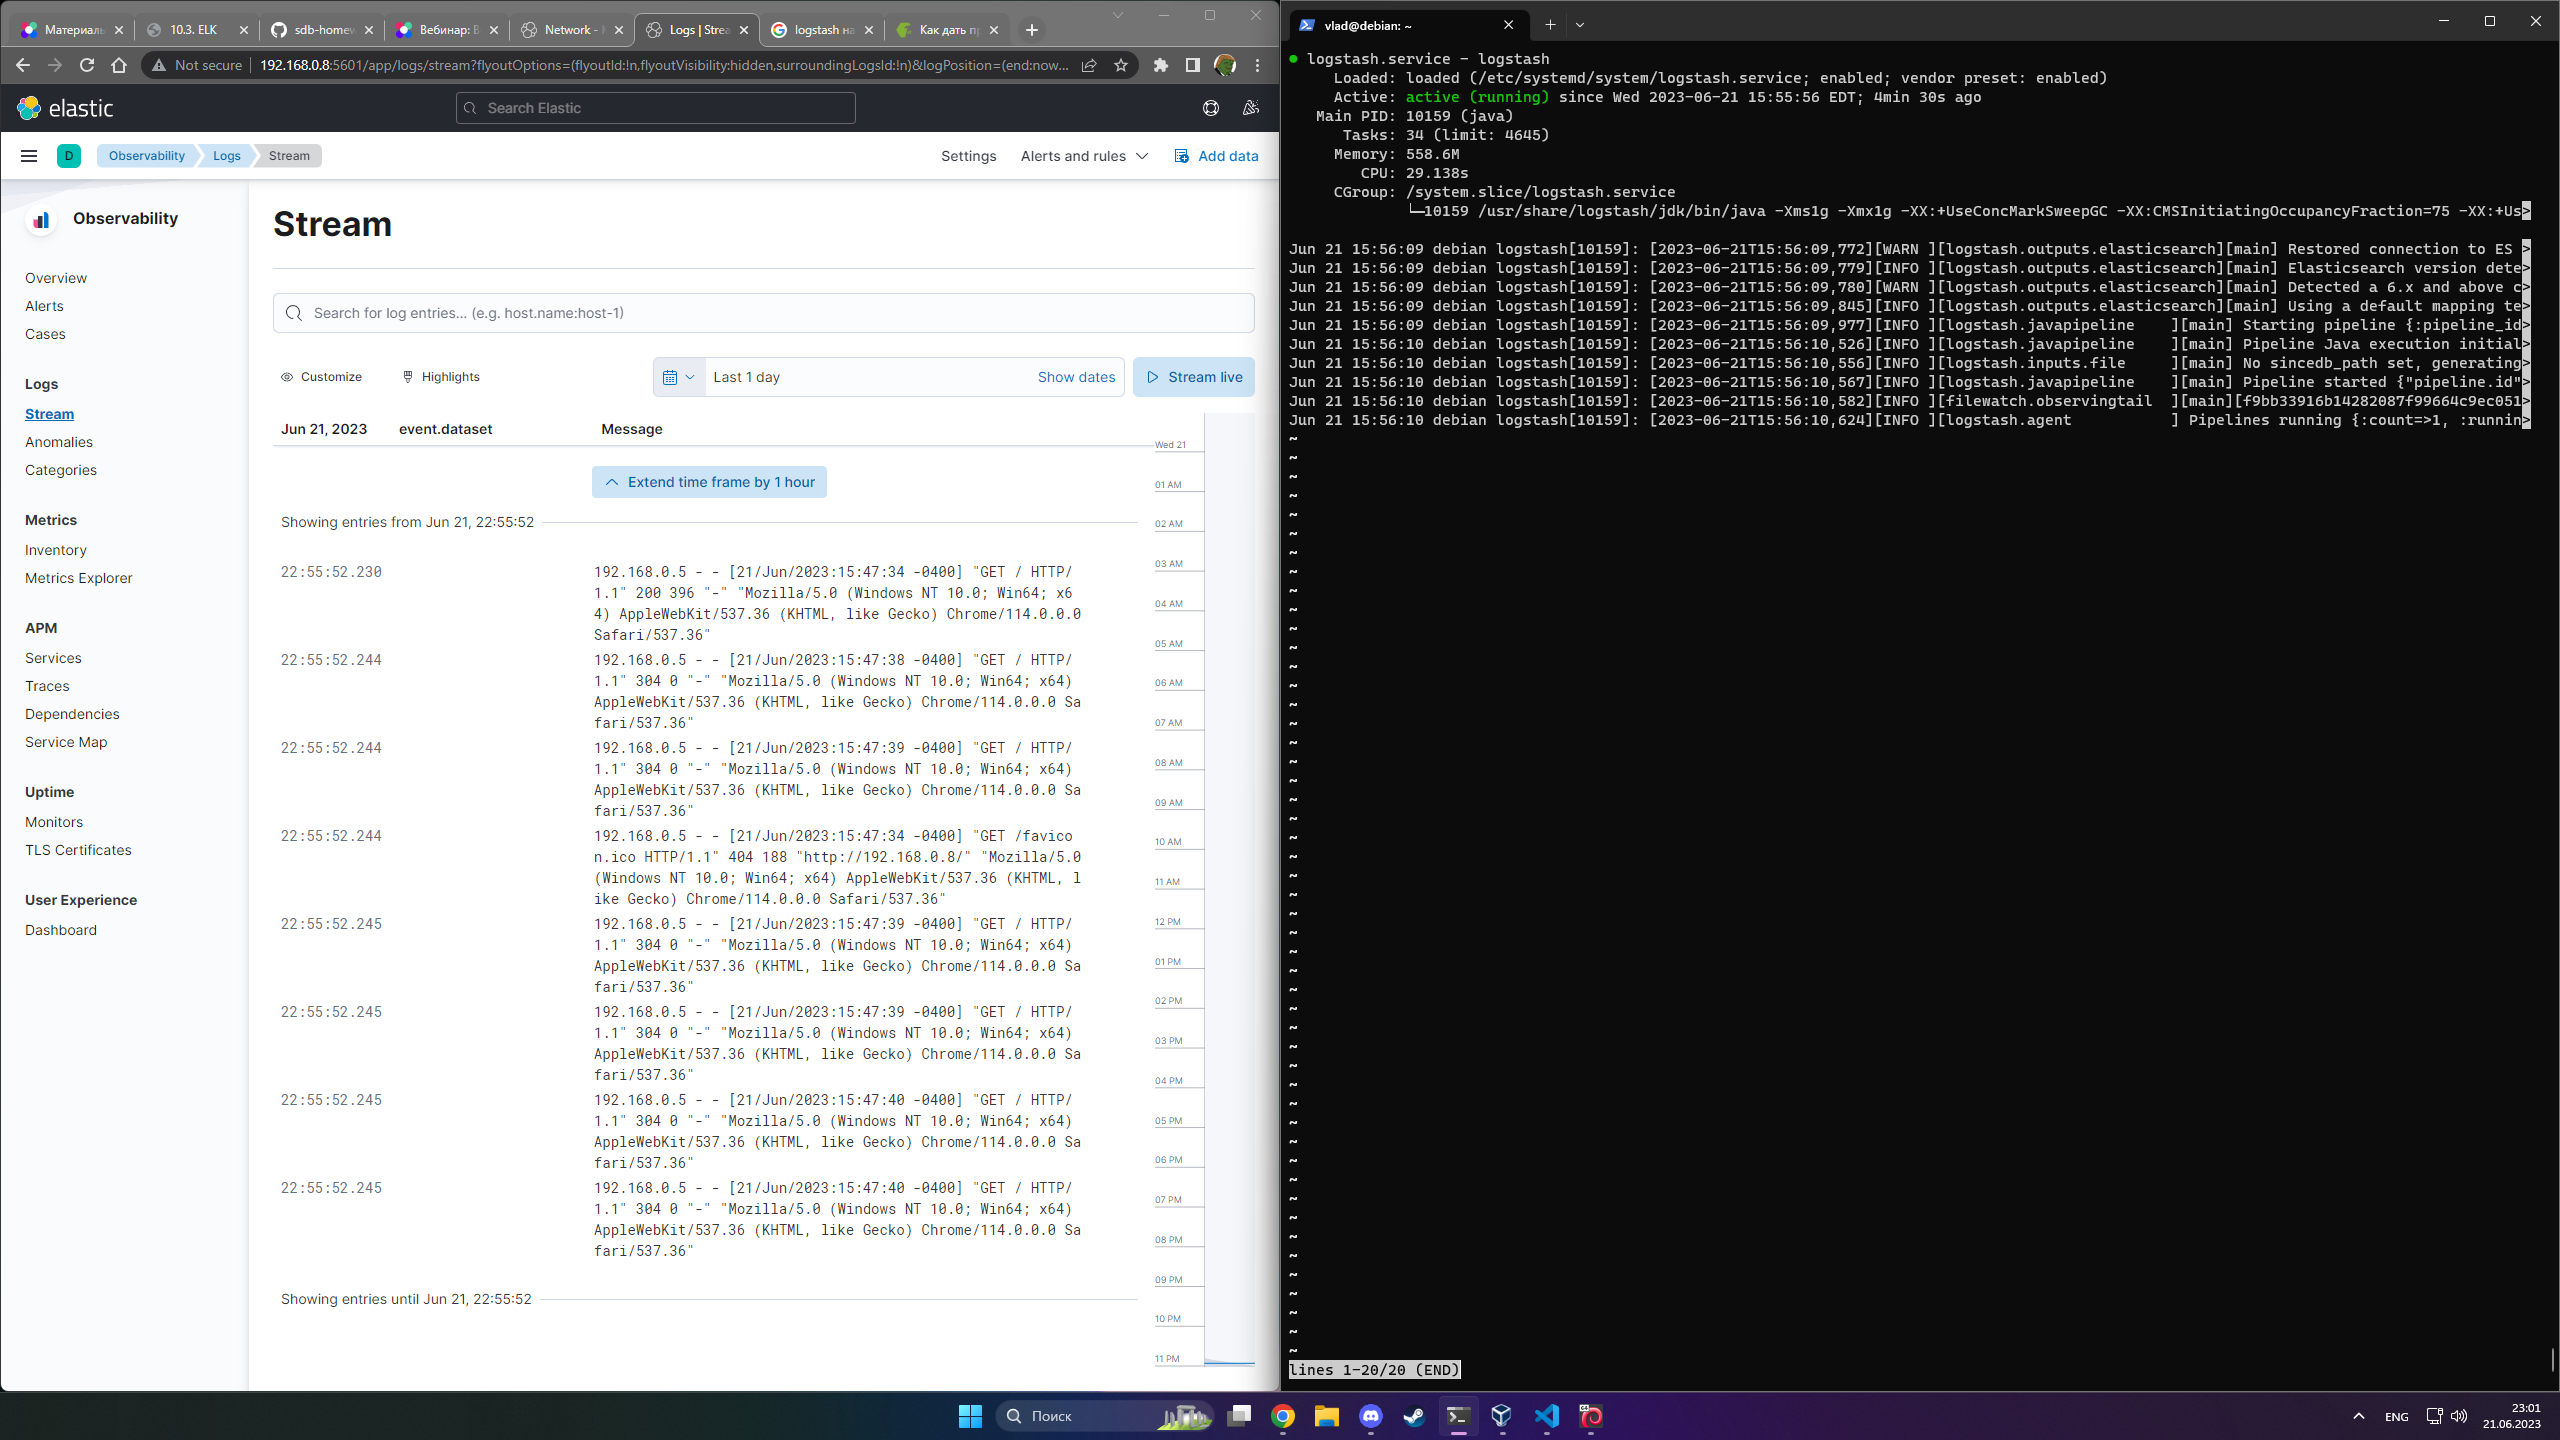 Материаль
10.3. ELK
sdb-homew
Вебинар: В
Network -
Logs | Strea
logstash на
Как дать п
Not secure
192.168.0.8:5601/app/logs/stream?flyoutOptions=(flyoutId:!n,flyoutVisibility:hidden,surroundingLogsId:!n)&logPosition=(end:now...
elastic
Search Elastic
D
Observability
Logs
Stream
Settings
Alerts and rules
Add data
Observability
Overview
Alerts
Cases
Logs
Stream
Anomalies
Categories
Metrics
Inventory
Metrics Explorer
APM
Services
Traces
Dependencies
Service Map
Uptime
Monitors
TLS Certificates
User Experience
Dashboard
Stream
Search for log entries... (e.g. host.name:host-1)
Customize
Highlights
Last 1 day
Show dates
Stream live
Jun 21, 2023
event.dataset
Message
Extend time frame by 1 hour
Showing entries from Jun 21, 22:55:52
22:55:52.230
192.168.0.5 - - [21/Jun/2023:15:47:34 -0400] "GET / HTTP/
1.1" 200 396 "-" "Mozilla/5.0 (Windows NT 10.0; Win64; x6
4) AppleWebKit/537.36 (KHTML, like Gecko) Chrome/114.0.0.0
Safari/537.36"
22:55:52.244
192.168.0.5 - - [21/Jun/2023:15:47:38 -0400] "GET / HTTP/
1.1" 304 0 "-" "Mozilla/5.0 (Windows NT 10.0; Win64; x64)
AppleWebKit/537.36 (KHTML, like Gecko) Chrome/114.0.0.0 Sa
fari/537.36"
22:55:52.244
192.168.0.5 - - [21/Jun/2023:15:47:39 -0400] "GET / HTTP/
1.1" 304 0 "-" "Mozilla/5.0 (Windows NT 10.0; Win64; x64)
AppleWebKit/537.36 (KHTML, like Gecko) Chrome/114.0.0.0 Sa
fari/537.36"
22:55:52.244
192.168.0.5 - - [21/Jun/2023:15:47:34 -0400] "GET /favico
n.ico HTTP/1.1" 404 188 "http://192.168.0.8/" "Mozilla/5.0
(Windows NT 10.0; Win64; x64) AppleWebKit/537.36 (KHTML, l
ike Gecko) Chrome/114.0.0.0 Safari/537.36"
22:55:52.245
192.168.0.5 - - [21/Jun/2023:15:47:39 -0400] "GET / HTTP/
1.1" 304 0 "-" "Mozilla/5.0 (Windows NT 10.0; Win64; x64)
AppleWebKit/537.36 (KHTML, like Gecko) Chrome/114.0.0.0 Sa
fari/537.36"
22:55:52.245
192.168.0.5 - - [21/Jun/2023:15:47:39 -0400] "GET / HTTP/
1.1" 304 0 "-" "Mozilla/5.0 (Windows NT 10.0; Win64; x64)
AppleWebKit/537.36 (KHTML, like Gecko) Chrome/114.0.0.0 Sa
fari/537.36"
22:55:52.245
192.168.0.5 - - [21/Jun/2023:15:47:40 -0400] "GET / HTTP/
1.1" 304 0 "-" "Mozilla/5.0 (Windows NT 10.0; Win64; x64)
AppleWebKit/537.36 (KHTML, like Gecko) Chrome/114.0.0.0 Sa
fari/537.36"
22:55:52.245
192.168.0.5 - - [21/Jun/2023:15:47:40 -0400] "GET / HTTP/
1.1" 304 0 "-" "Mozilla/5.0 (Windows NT 10.0; Win64; x64)
AppleWebKit/537.36 (KHTML, like Gecko) Chrome/114.0.0.0 Sa
fari/537.36"
Showing entries until Jun 21, 22:55:52
Wed 21
01 AM
02 AM
03 AM
04 AM
05 AM
06 AM
07 AM
08 AM
09 AM
10 AM
11 AM
12 PM
01 PM
02 PM
03 PM
04 PM
05 PM
06 PM
07 PM
08 PM
09 PM
10 PM
11 PM
vlad@debian: ~
● logstash.service - logstash
Loaded: loaded (/etc/systemd/system/logstash.service; enabled; vendor preset: enabled)
Active: active (running) since Wed 2023-06-21 15:55:56 EDT; 4min 30s ago
Main PID: 10159 (java)
Tasks: 34 (limit: 4645)
Memory: 558.6M
CPU: 29.138s
CGroup: /system.slice/logstash.service
└─10159 /usr/share/logstash/jdk/bin/java -Xms1g -Xmx1g -XX:+UseConcMarkSweepGC -XX:CMSInitiatingOccupancyFraction=75 -XX:+Us>
Jun 21 15:56:09 debian logstash[10159]: [2023-06-21T15:56:09,772][WARN ][logstash.outputs.elasticsearch][main] Restored connection to ES >
Jun 21 15:56:09 debian logstash[10159]: [2023-06-21T15:56:09,779][INFO ][logstash.outputs.elasticsearch][main] Elasticsearch version dete>
Jun 21 15:56:09 debian logstash[10159]: [2023-06-21T15:56:09,780][WARN ][logstash.outputs.elasticsearch][main] Detected a 6.x and above c>
Jun 21 15:56:09 debian logstash[10159]: [2023-06-21T15:56:09,845][INFO ][logstash.outputs.elasticsearch][main] Using a default mapping te>
Jun 21 15:56:09 debian logstash[10159]: [2023-06-21T15:56:09,977][INFO ][logstash.javapipeline    ][main] Starting pipeline {:pipeline_id>
Jun 21 15:56:10 debian logstash[10159]: [2023-06-21T15:56:10,526][INFO ][logstash.javapipeline    ][main] Pipeline Java execution initial>
Jun 21 15:56:10 debian logstash[10159]: [2023-06-21T15:56:10,556][INFO ][logstash.inputs.file     ][main] No sincedb_path set, generating>
Jun 21 15:56:10 debian logstash[10159]: [2023-06-21T15:56:10,567][INFO ][logstash.javapipeline    ][main] Pipeline started {"pipeline.id">
Jun 21 15:56:10 debian logstash[10159]: [2023-06-21T15:56:10,582][INFO ][filewatch.observingtail  ][main][f9bb33916b14282087f99664c9ec051>
Jun 21 15:56:10 debian logstash[10159]: [2023-06-21T15:56:10,624][INFO ][logstash.agent           ] Pipelines running {:count=>1, :runnin>
lines 1-20/20 (END)
Поиск
ENG
23:01
21.06.2023